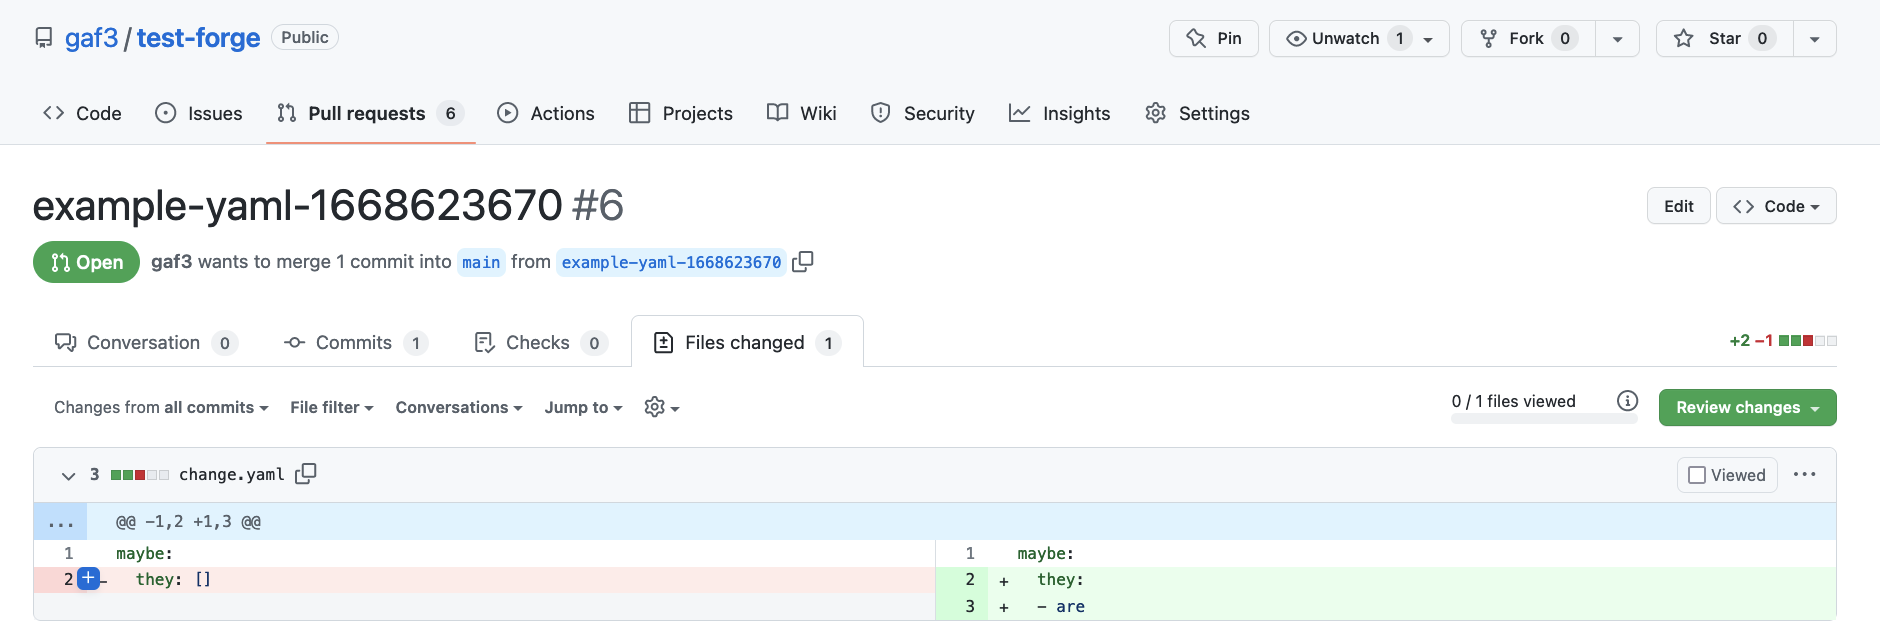 gaf3 / test-forge Public
Pin
Unwatch 1
Fork 0
Star 0
Code
Issues
Pull requests 6
Actions
Projects
Wiki
Security
Insights
Settings
example-yaml-1668623670 #6
Edit
Code
Open
gaf3 wants to merge 1 commit into main from example-yaml-1668623670
Conversation 0
Commits 1
Checks 0
Files changed 1
+2 −1
Changes from all commits
File filter
Conversations
Jump to
0 / 1 files viewed
Review changes
3 change.yaml
Viewed
...
@@ -1,2 +1,3 @@
1 maybe:
2 - they: []
1 maybe:
2 + they:
3 + - are